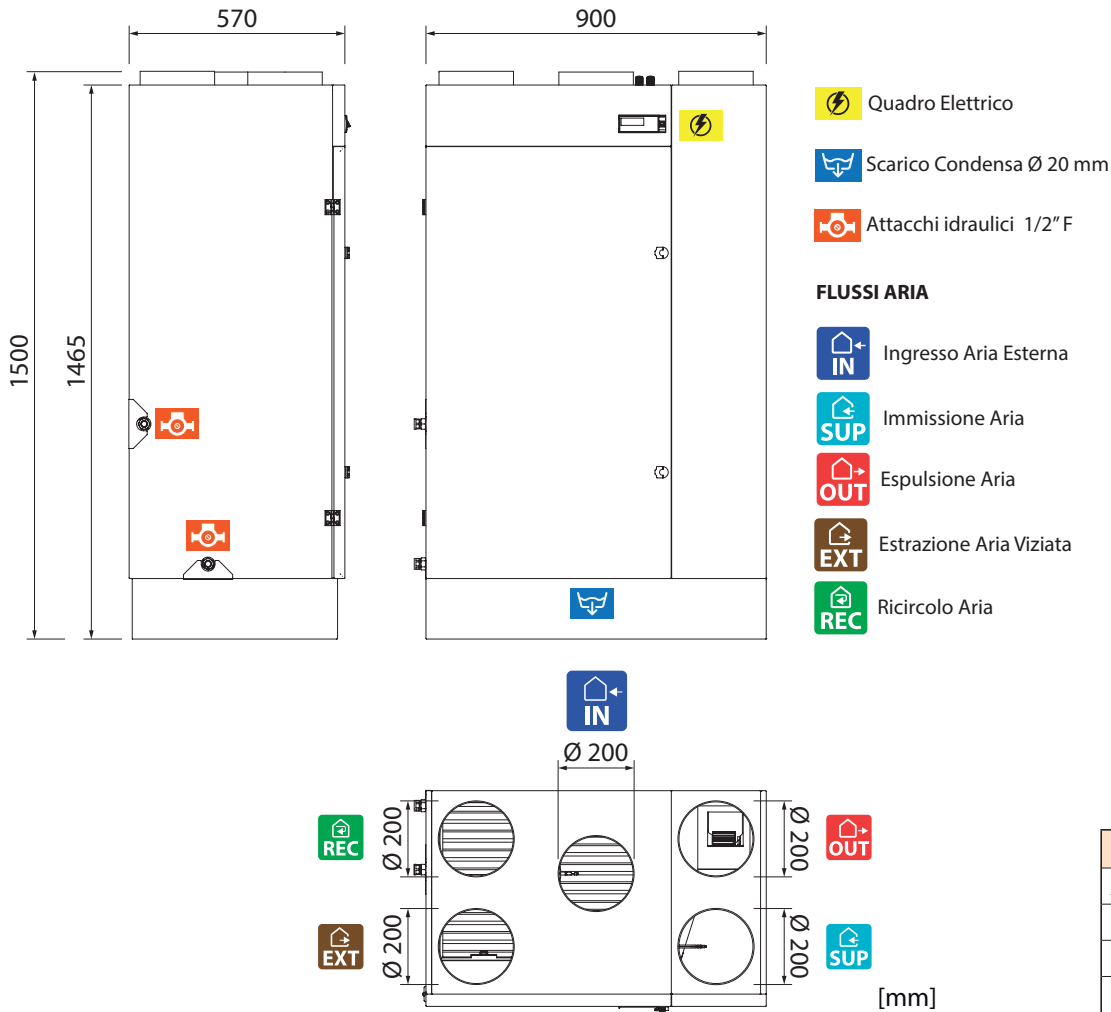 570
900
1500
1465
Quadro Elettrico
Scarico Condensa Ø 20 mm
Attacchi idraulici 1/2” F
FLUSSI ARIA
IN Ingresso Aria Esterna
SUP Immissione Aria
OUT Espulsione Aria
EXT Estrazione Aria Viziata
REC Ricircolo Aria
IN
Ø 200
REC
Ø 200
Ø 200
OUT
EXT
Ø 200
Ø 200
SUP
[mm]